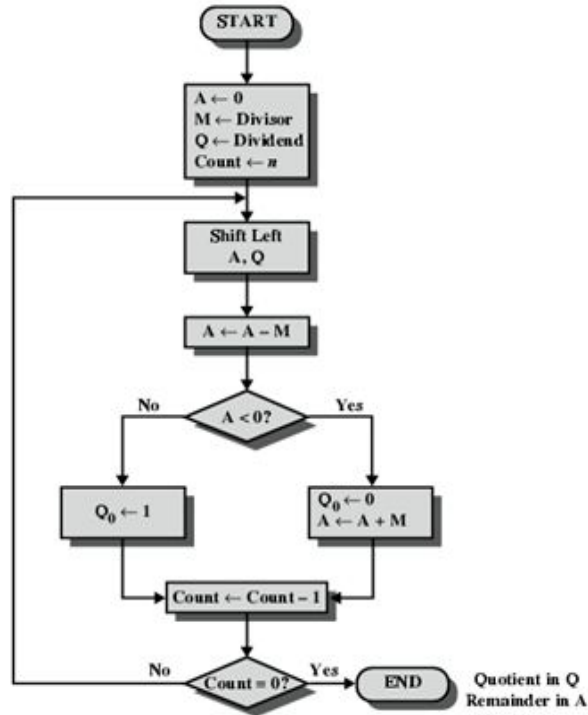 START
A ← 0
M ← Divisor
Q ← Dividend
Count ← n
Shift Left
A, Q
A ← A – M
No
A < 0?
Yes
Q₀ ← 1
Q₀ ← 0
A ← A + M
Count ← Count – 1
No
Count = 0?
Yes
END
Quotient in Q
Remainder in A